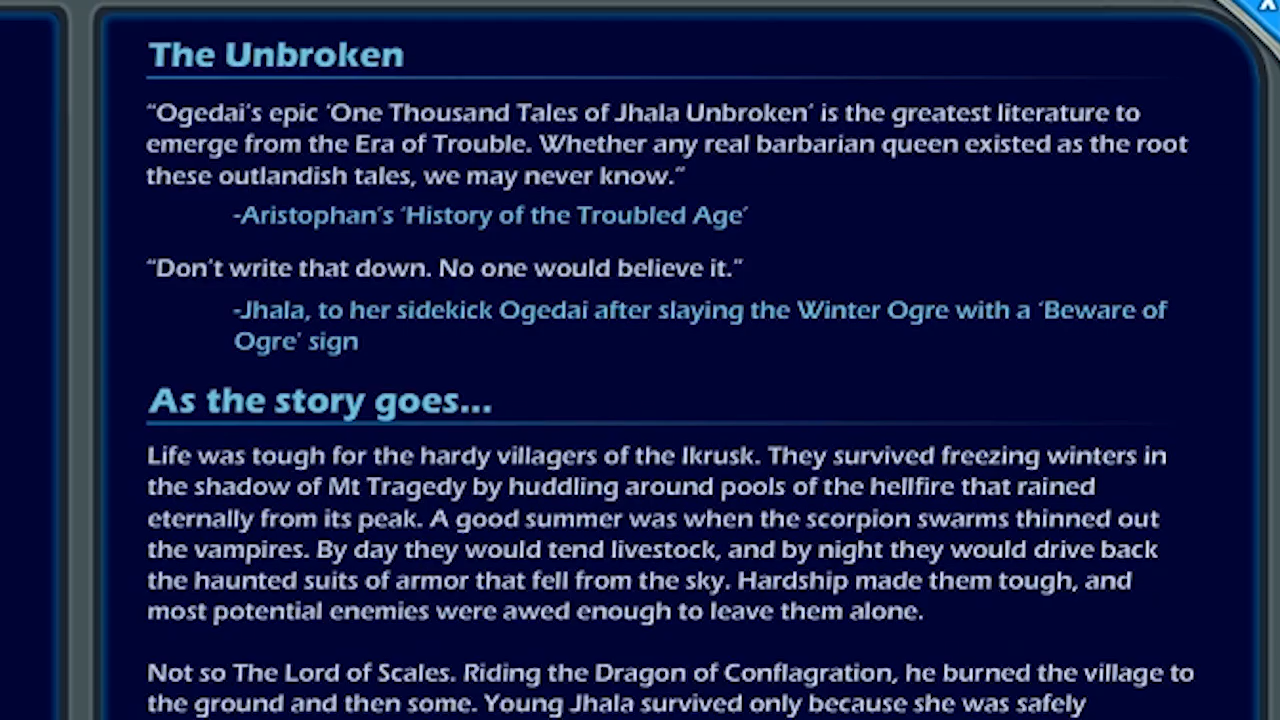 The Unbroken
“Ogedai’s epic ‘One Thousand Tales of Jhala Unbroken’ is the greatest literature to
emerge from the Era of Trouble. Whether any real barbarian queen existed as the root
these outlandish tales, we may never know.”
-Aristophan’s ‘History of the Troubled Age’
“Don’t write that down. No one would believe it.”
-Jhala, to her sidekick Ogedai after slaying the Winter Ogre with a ‘Beware of
Ogre’ sign
As the story goes...
Life was tough for the hardy villagers of the Ikrusk. They survived freezing winters in
the shadow of Mt Tragedy by huddling around pools of the hellfire that rained
eternally from its peak. A good summer was when the scorpion swarms thinned out
the vampires. By day they would tend livestock, and by night they would drive back
the haunted suits of armor that fell from the sky. Hardship made them tough, and
most potential enemies were awed enough to leave them alone.
Not so The Lord of Scales. Riding the Dragon of Conflagration, he burned the village to
the ground and then some. Young Jhala survived only because she was safely